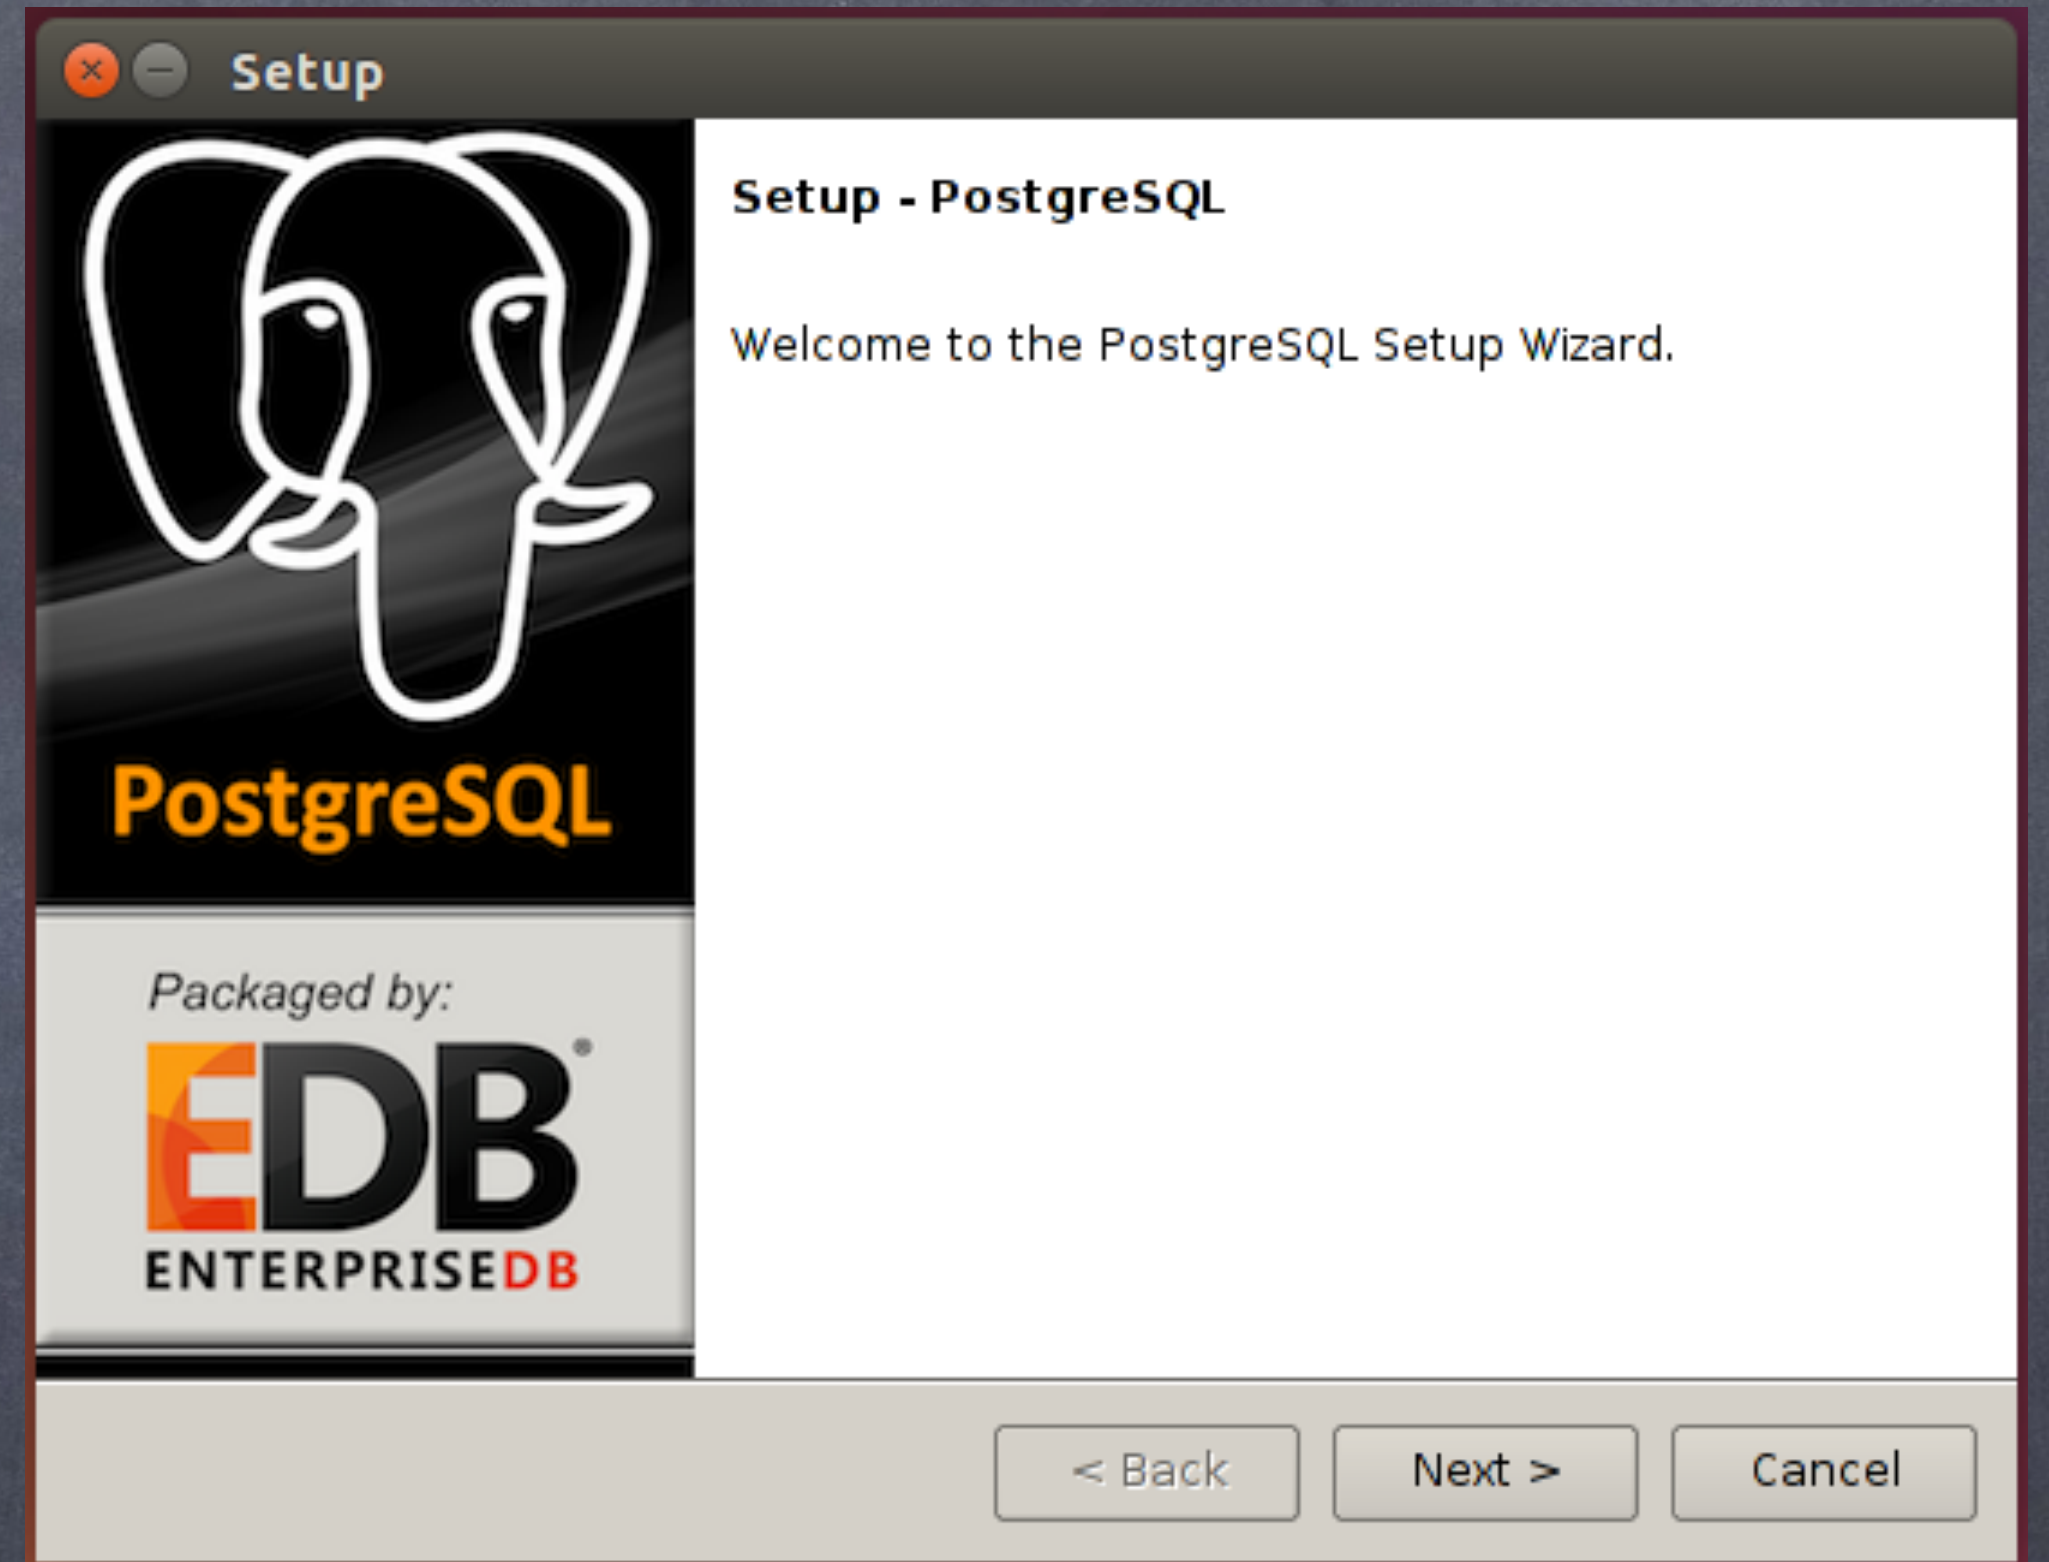 Setup
Setup - PostgreSQL
Welcome to the PostgreSQL Setup Wizard.
PostgreSQL
Packaged by:
EDB®
ENTERPRISEDB
< Back
Next >
Cancel